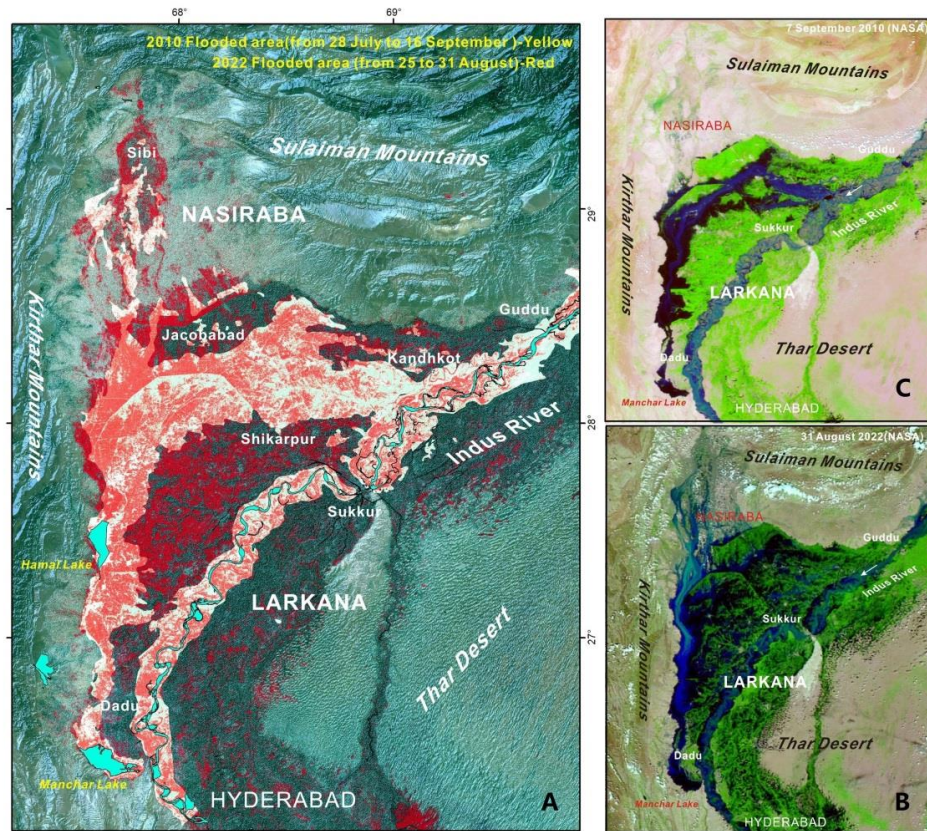 68°
69°
2010 Flooded area(from 28 July to 16 September )-Yellow
2022 Flooded area (from 25 to 31 August)-Red
Sibi
Sulaiman Mountains
NASIRABA
29°
Kirthar Mountains
Guddu
Jacobabad
Kandhkot
28°
Shikarpur
Indus River
Sukkur
Hamal Lake
LARKANA
27°
Thar Desert
Dadu
Manchar Lake
HYDERABAD
A
7 September 2010 (NASA)
Sulaiman Mountains
NASIRABA
Guddu
Kirthar Mountains
Sukkur
Indus River
LARKANA
Thar Desert
Dadu
Manchar Lake
HYDERABAD
C
31 August 2022(NASA)
Sulaiman Mountains
NASIRABA
Guddu
Indus River
Kirthar Mountains
Sukkur
LARKANA
Thar Desert
Dadu
Manchar Lake
HYDERABAD
B